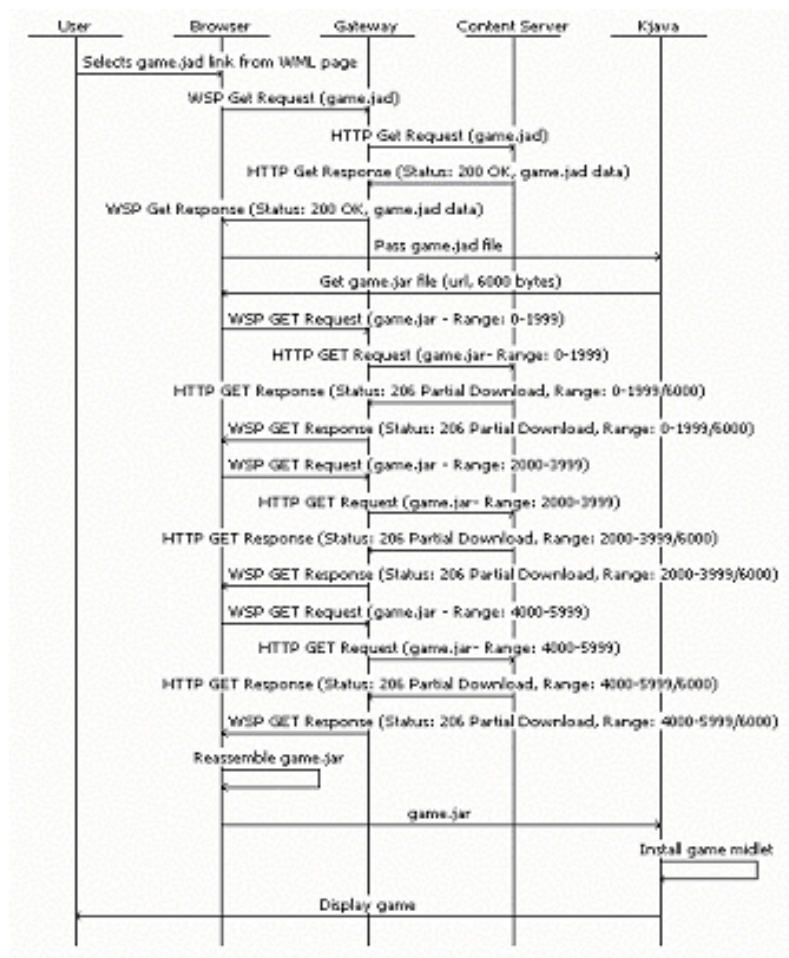 User Browser Gateway Content Server Kjava
Selects game.jad link from WML page
WSP Get Request (game.jad)
HTTP Get Request (game.jad)
HTTP Get Response (Status: 200 OK, game.jad data)
WSP Get Response (Status: 200 OK, game.jad data)
Pass game.jad file
Get game.jar file (url, 6000 bytes)
WSP GET Request (game.jar - Range: 0-1999)
HTTP GET Request (game.jar- Range: 0-1999)
HTTP GET Response (Status: 206 Partial Download, Range: 0-1999/6000)
WSP GET Response (Status: 206 Partial Download, Range: 0-1999/6000)
WSP GET Request (game.jar - Range: 2000-3999)
HTTP GET Request (game.jar- Range: 2000-3999)
HTTP GET Response (Status: 206 Partial Download, Range: 2000-3999/6000)
WSP GET Response (Status: 206 Partial Download, Range: 2000-3999/6000)
WSP GET Request (game.jar - Range: 4000-5999)
HTTP GET Request (game.jar- Range: 4000-5999)
HTTP GET Response (Status: 206 Partial Download, Range: 4000-5999/6000)
WSP GET Response (Status: 206 Partial Download, Range: 4000-5999/6000)
Reassemble game.jar
game.jar
Install game midlet
Display game